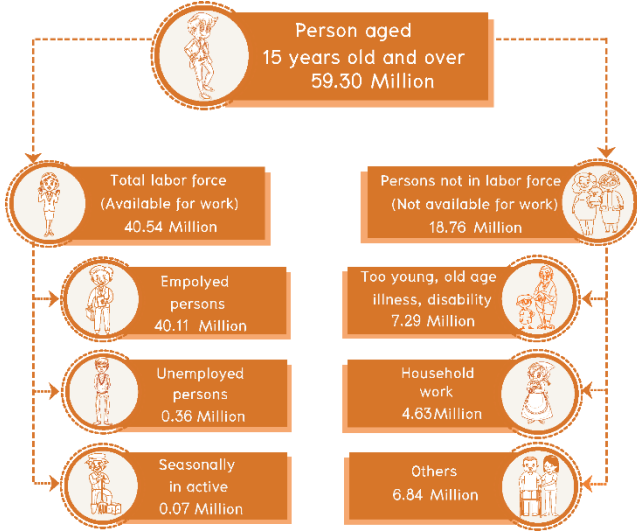 Person aged
15 years old and over
59.30 Million
Total labor force
(Available for work)
40.54 Million
Persons not in labor force
(Not available for work)
18.76 Million
Empolyed
persons
40.11 Million
Too young, old age
illness, disability
7.29 Million
Unemployed
persons
0.36 Million
Household
work
4.63 Million
Seasonally
in active
0.07 Million
Others
6.84 Million